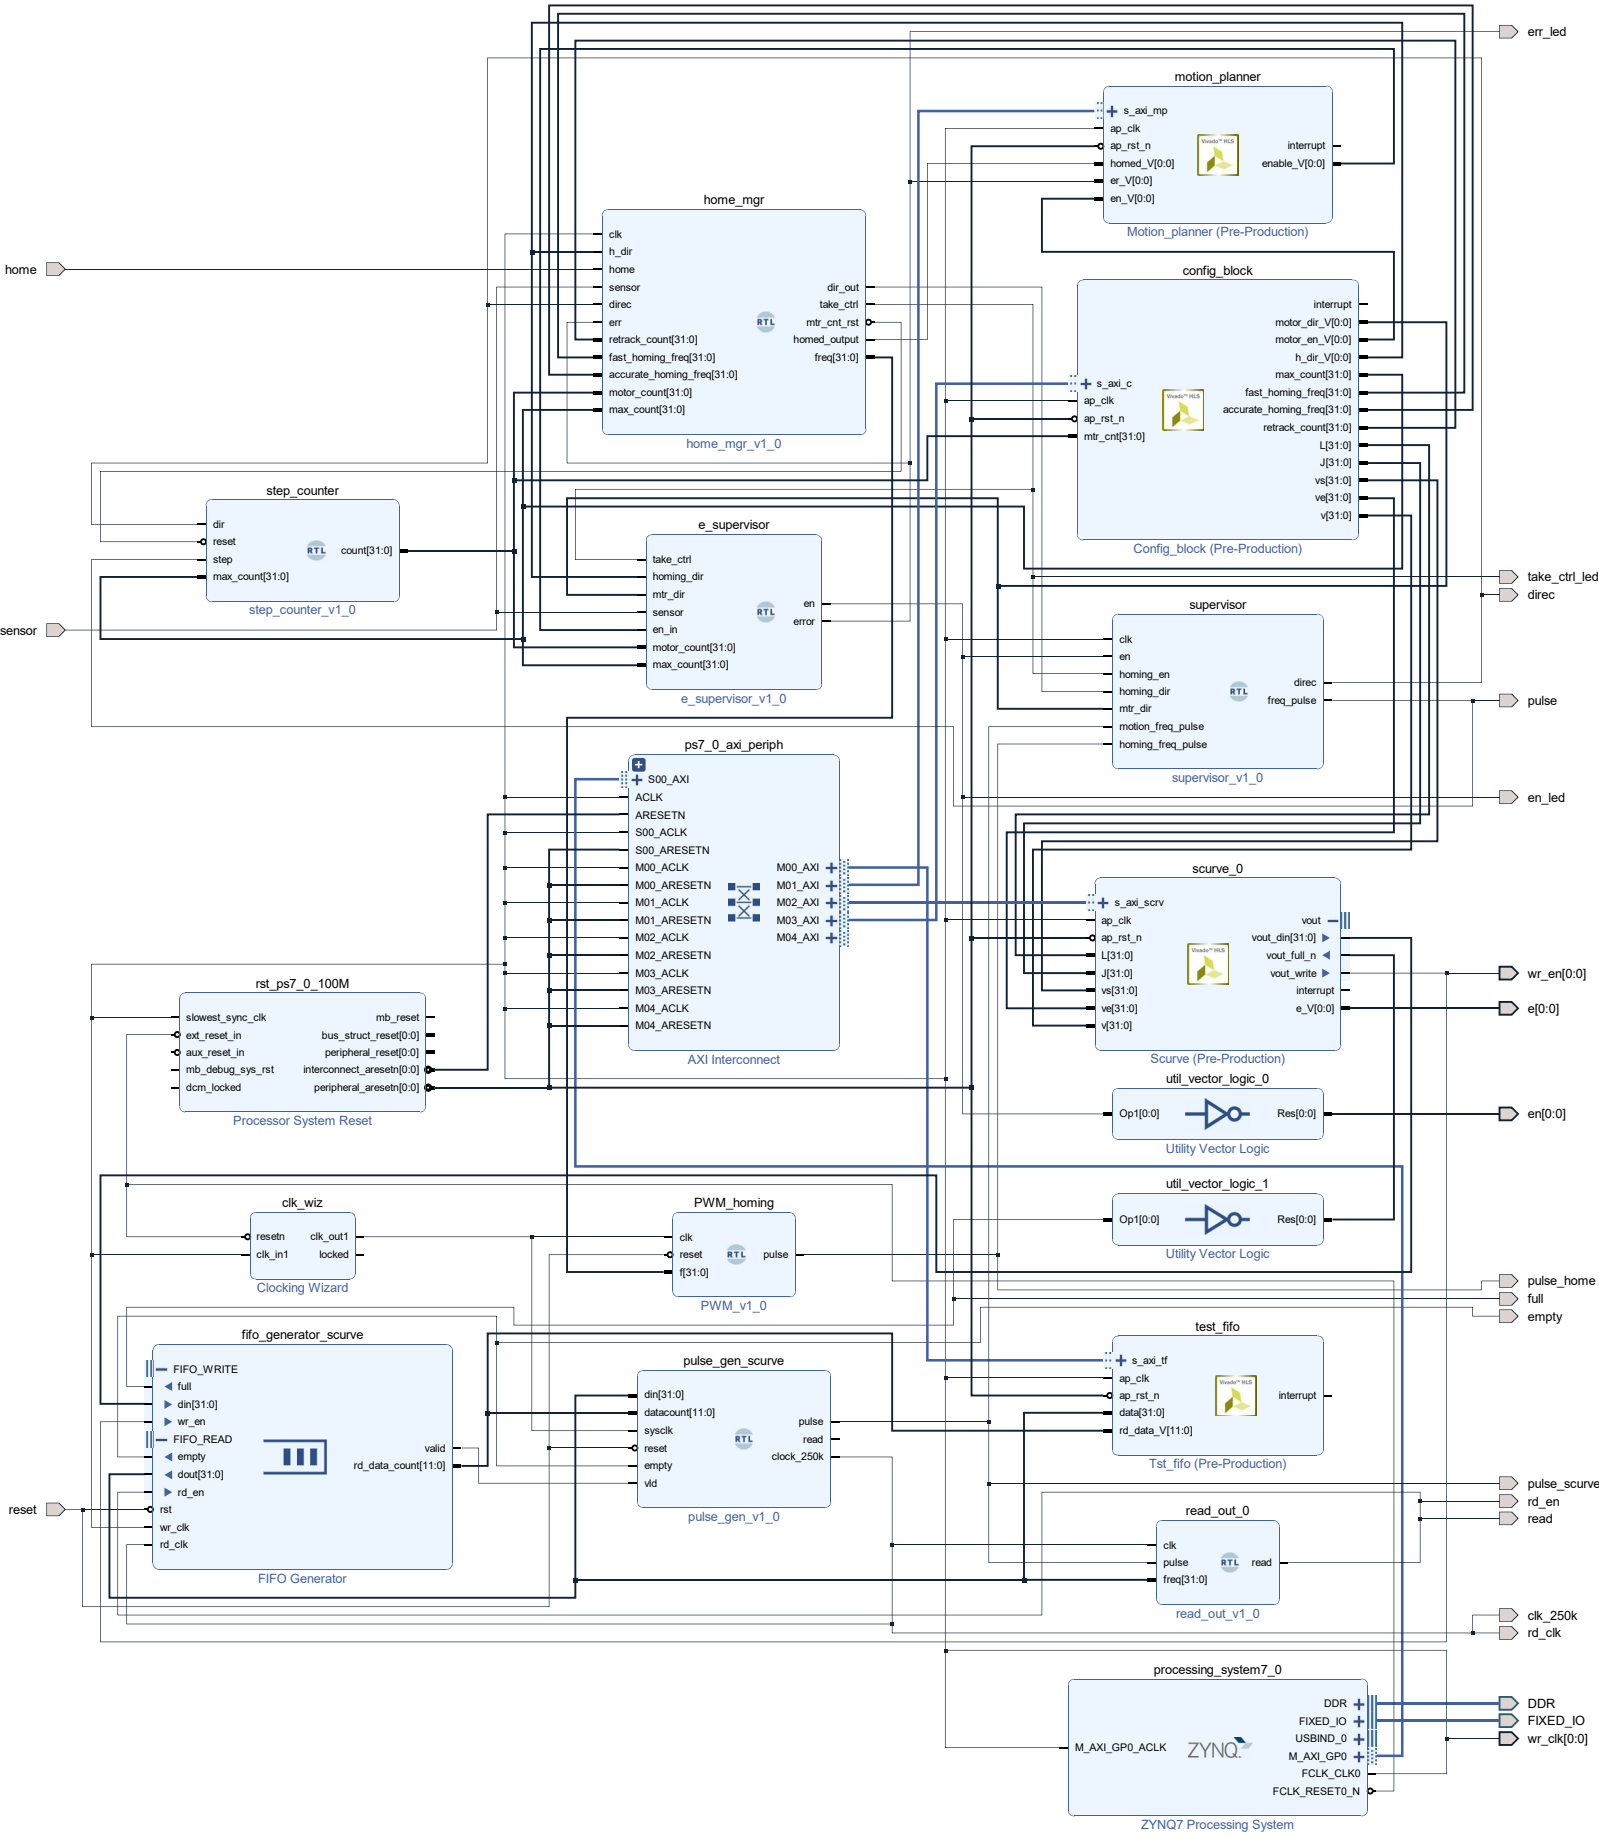 err_led
motion_planner
s_axi_mp
ap_clk
ap_rst_n
homed_V[0:0]
er_V[0:0]
en_V[0:0]
Vivado™ HLS
interrupt
enable_V[0:0]
Motion_planner (Pre-Production)
home_mgr
home
clk
h_dir
home
sensor
direc
err
retrack_count[31:0]
fast_homing_freq[31:0]
accurate_homing_freq[31:0]
motor_count[31:0]
max_count[31:0]
RTL
dir_out
take_ctrl
mtr_cnt_rst
homed_output
freq[31:0]
home_mgr_v1_0
config_block
s_axi_c
ap_clk
ap_rst_n
mtr_cnt[31:0]
Vivado™ HLS
interrupt
motor_dir_V[0:0]
motor_en_V[0:0]
h_dir_V[0:0]
max_count[31:0]
fast_homing_freq[31:0]
accurate_homing_freq[31:0]
retrack_count[31:0]
L[31:0]
J[31:0]
vs[31:0]
ve[31:0]
v[31:0]
Config_block (Pre-Production)
step_counter
dir
reset
step
max_count[31:0]
RTL
count[31:0]
step_counter_v1_0
sensor
e_supervisor
take_ctrl
homing_dir
mtr_dir
sensor
en_in
motor_count[31:0]
max_count[31:0]
RTL
en
error
e_supervisor_v1_0
take_ctrl_led
direc
supervisor
clk
en
homing_en
homing_dir
mtr_dir
motion_freq_pulse
homing_freq_pulse
RTL
direc
freq_pulse
supervisor_v1_0
pulse
en_led
ps7_0_axi_periph
S00_AXI
ACLK
ARESETN
S00_ACLK
S00_ARESETN
M00_ACLK
M00_ARESETN
M01_ACLK
M01_ARESETN
M02_ACLK
M02_ARESETN
M03_ACLK
M03_ARESETN
M04_ACLK
M04_ARESETN
M00_AXI
M01_AXI
M02_AXI
M03_AXI
M04_AXI
AXI Interconnect
scurve_0
s_axi_scrv
ap_clk
ap_rst_n
L[31:0]
J[31:0]
vs[31:0]
ve[31:0]
v[31:0]
Vivado™ HLS
vout
vout_din[31:0]
vout_full_n
vout_write
interrupt
e_V[0:0]
Scurve (Pre-Production)
wr_en[0:0]
e[0:0]
rst_ps7_0_100M
slowest_sync_clk
ext_reset_in
aux_reset_in
mb_debug_sys_rst
dcm_locked
mb_reset
bus_struct_reset[0:0]
peripheral_reset[0:0]
interconnect_aresetn[0:0]
peripheral_aresetn[0:0]
Processor System Reset
util_vector_logic_0
Op1[0:0]
Res[0:0]
Utility Vector Logic
en[0:0]
util_vector_logic_1
Op1[0:0]
Res[0:0]
Utility Vector Logic
clk_wiz
resetn
clk_in1
clk_out1
locked
Clocking Wizard
PWM_homing
clk
reset
f[31:0]
RTL
pulse
PWM_v1_0
pulse_home
full
empty
fifo_generator_scurve
FIFO_WRITE
full
din[31:0]
wr_en
FIFO_READ
empty
dout[31:0]
rd_en
rst
wr_clk
rd_clk
valid
rd_data_count[11:0]
FIFO Generator
reset
pulse_gen_scurve
din[31:0]
datacount[11:0]
sysclk
reset
empty
vld
RTL
pulse
read
clock_250k
pulse_gen_v1_0
test_fifo
s_axi_tf
ap_clk
ap_rst_n
data[31:0]
rd_data_V[11:0]
Vivado™ HLS
interrupt
Tst_fifo (Pre-Production)
pulse_scurve
rd_en
read
read_out_0
clk
pulse
freq[31:0]
RTL
read
read_out_v1_0
clk_250k
rd_clk
processing_system7_0
M_AXI_GP0_ACLK
ZYNQ
DDR
FIXED_IO
USBIND_0
M_AXI_GP0
FCLK_CLK0
FCLK_RESET0_N
ZYNQ7 Processing System
DDR
FIXED_IO
wr_clk[0:0]